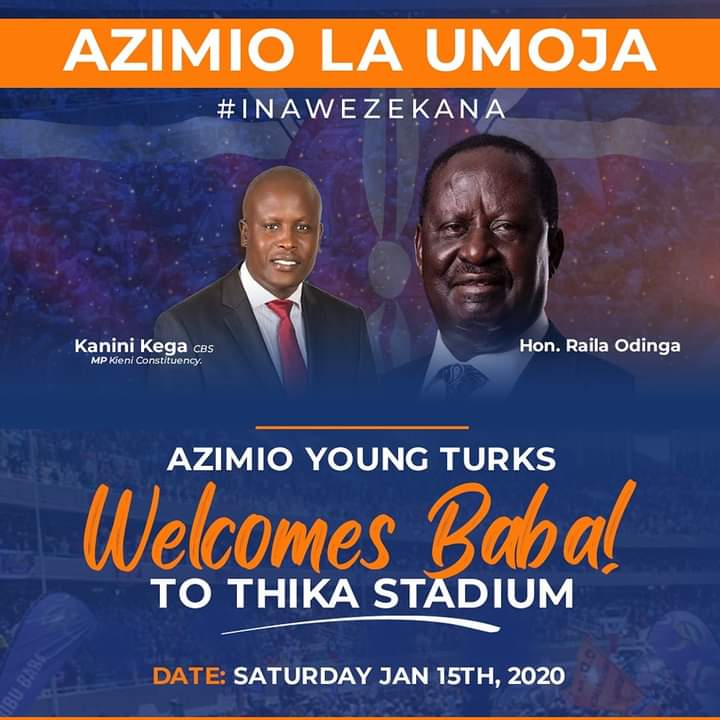 AZIMIO LA UMOJA
#INAWEZEKANA
Kanini Kega CBS
MP Kieni Constituency.
Hon. Raila Odinga
AZIMIO YOUNG TURKS
Welcomes Baba!
TO THIKA STADIUM
DATE: SATURDAY JAN 15TH, 2020